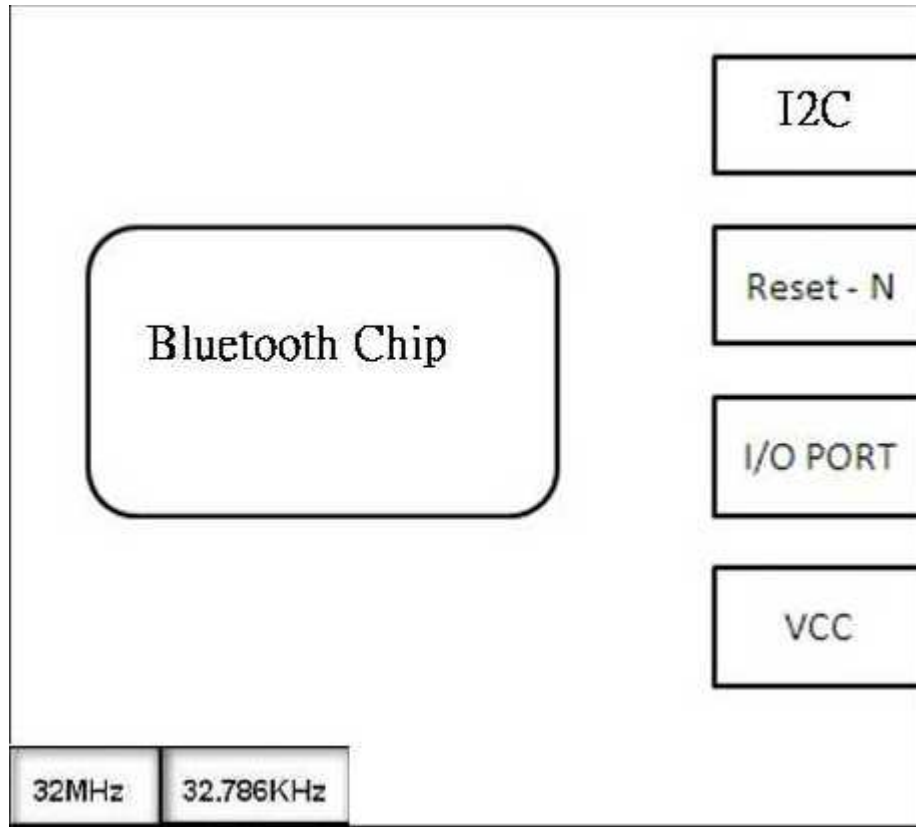 I2C
Reset - N
Bluetooth Chip
I/O PORT
VCC
32MHz
32.786KHz